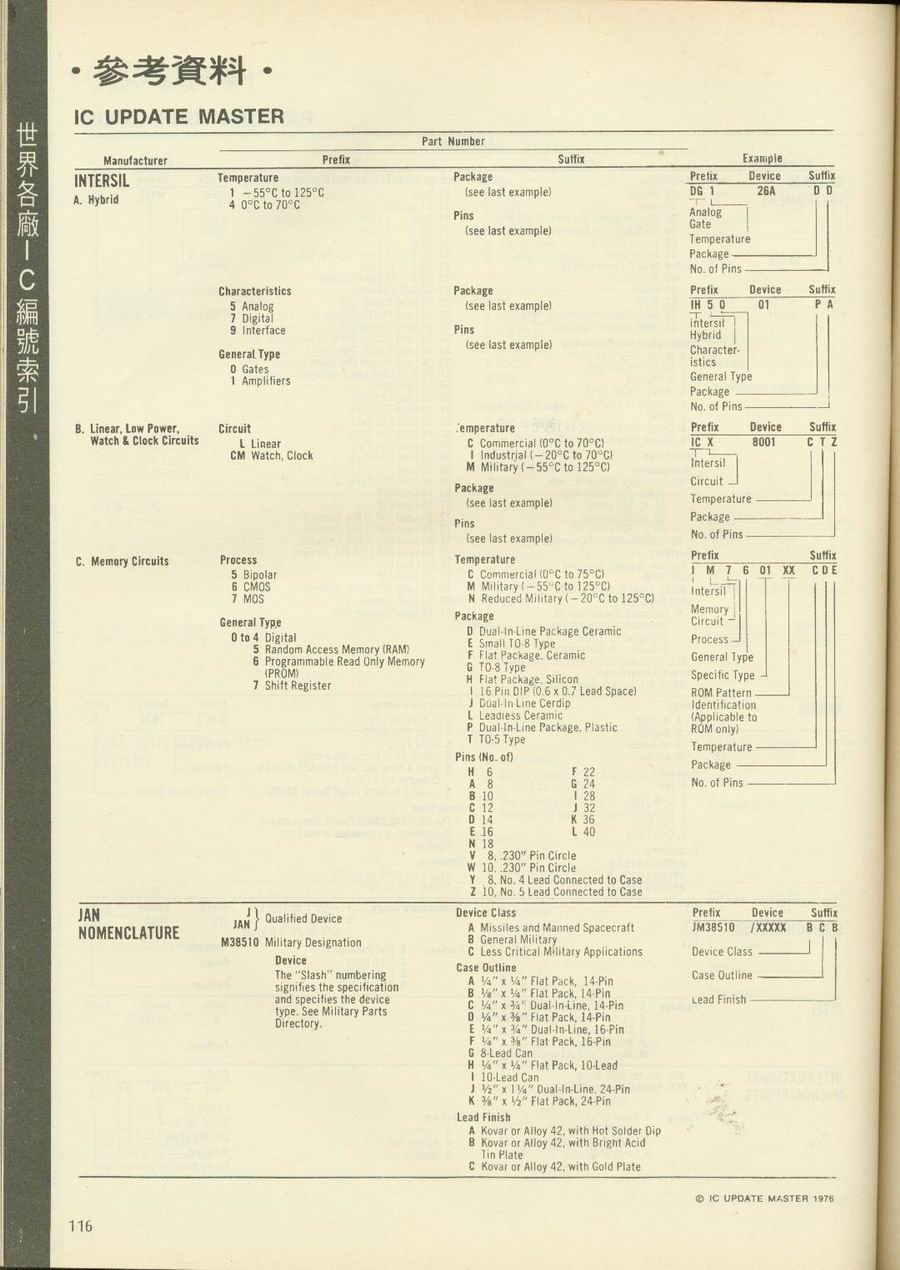 世界各廠IC編號索引
·參考資料·
IC UPDATE MASTER
Part Number
Manufacturer Prefix Suffix Example
INTERSIL
A. Hybrid
Temperature
1 −55°C to 125°C
4 0°C to 70°C
Package
(see last example)
Pins
(see last example)
Prefix Device Suffix
DG 1 26A D D
Analog
Gate
Temperature
Package
No. of Pins
Characteristics
5 Analog
7 Digital
9 Interface
General Type
0 Gates
1 Amplifiers
Package
(see last example)
Pins
(see last example)
Prefix Device Suffix
IH 5 0 01 P A
Intersil
Hybrid
Character-
istics
General Type
Package
No. of Pins
B. Linear, Low Power,
Watch & Clock Circuits
Circuit
L Linear
CM Watch, Clock
Temperature
C Commercial (0°C to 70°C)
I Industrial (−20°C to 70°C)
M Military (−55°C to 125°C)
Package
(see last example)
Pins
(see last example)
Prefix Device Suffix
IC X 8001 C T Z
Intersil
Circuit
Temperature
Package
No. of Pins
C. Memory Circuits
Process
5 Bipolar
6 CMOS
7 MOS
General Type
0 to 4 Digital
5 Random Access Memory (RAM)
6 Programmable Read Only Memory
(PROM)
7 Shift Register
Temperature
C Commercial (0°C to 75°C)
M Military (−55°C to 125°C)
N Reduced Military (−20°C to 125°C)
Package
D Dual-In-Line Package Ceramic
E Small TO-8 Type
F Flat Package, Ceramic
G TO-8 Type
H Flat Package, Silicon
I 16 Pin DIP (0.6 x 0.7 Lead Space)
J Dual-In-Line Cerdip
L Leadless Ceramic
P Dual-In-Line Package, Plastic
T TO-5 Type
Pins (No. of)
H 6 F 22
A 8 G 24
B 10 I 28
C 12 J 32
D 14 K 36
E 16 L 40
N 18
V 8, .230" Pin Circle
W 10, .230" Pin Circle
Y 8, No. 4 Lead Connected to Case
Z 10, No. 5 Lead Connected to Case
Prefix Suffix
I M 7 6 01 XX C D E
Intersil
Memory
Circuit
Process
General Type
Specific Type
ROM Pattern
Identification
(Applicable to
ROM only)
Temperature
Package
No. of Pins
JAN
NOMENCLATURE
J
JAN } Qualified Device
M38510 Military Designation
Device
The "Slash" numbering
signifies the specification
and specifies the device
type. See Military Parts
Directory.
Device Class
A Missiles and Manned Spacecraft
B General Military
C Less Critical Military Applications
Case Outline
A ¼" x ¼" Flat Pack, 14-Pin
B ⅛" x ¼" Flat Pack, 14-Pin
C ¼" x ¾" Dual-In-Line, 14-Pin
D ¼" x ⅜" Flat Pack, 14-Pin
E ¼" x ¾" Dual-In-Line, 16-Pin
F ¼" x ⅜" Flat Pack, 16-Pin
G 8-Lead Can
H ¼" x ¼" Flat Pack, 10-Lead
I 10-Lead Can
J ½" x 1¼" Dual-In-Line, 24-Pin
K ⅜" x ½" Flat Pack, 24-Pin
Lead Finish
A Kovar or Alloy 42, with Hot Solder Dip
B Kovar or Alloy 42, with Bright Acid
Tin Plate
C Kovar or Alloy 42, with Gold Plate
Prefix Device Suffix
JM38510 /XXXXX B C B
Device Class
Case Outline
Lead Finish
© IC UPDATE MASTER 1976
116